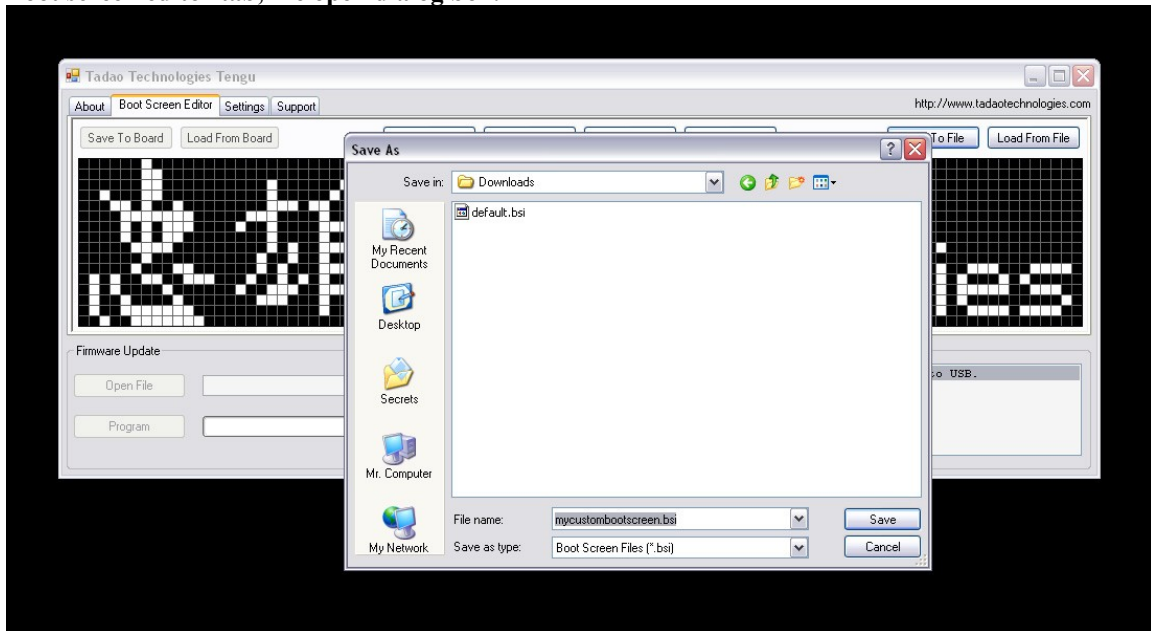 Tadao Technologies Tengu
About Boot Screen Editor Settings Support http://www.tadaotechnologies.com
Save To Board Load From Board To File Load From File
Save As
Save in: Downloads
default.bsi
My Recent
Documents
Desktop
Secrets
Mr. Computer
My Network
File name: mycustombootscreen.bsi Save
Save as type: Boot Screen Files (*.bsi) Cancel
Firmware Update
Open File
Program
to USB.
ies